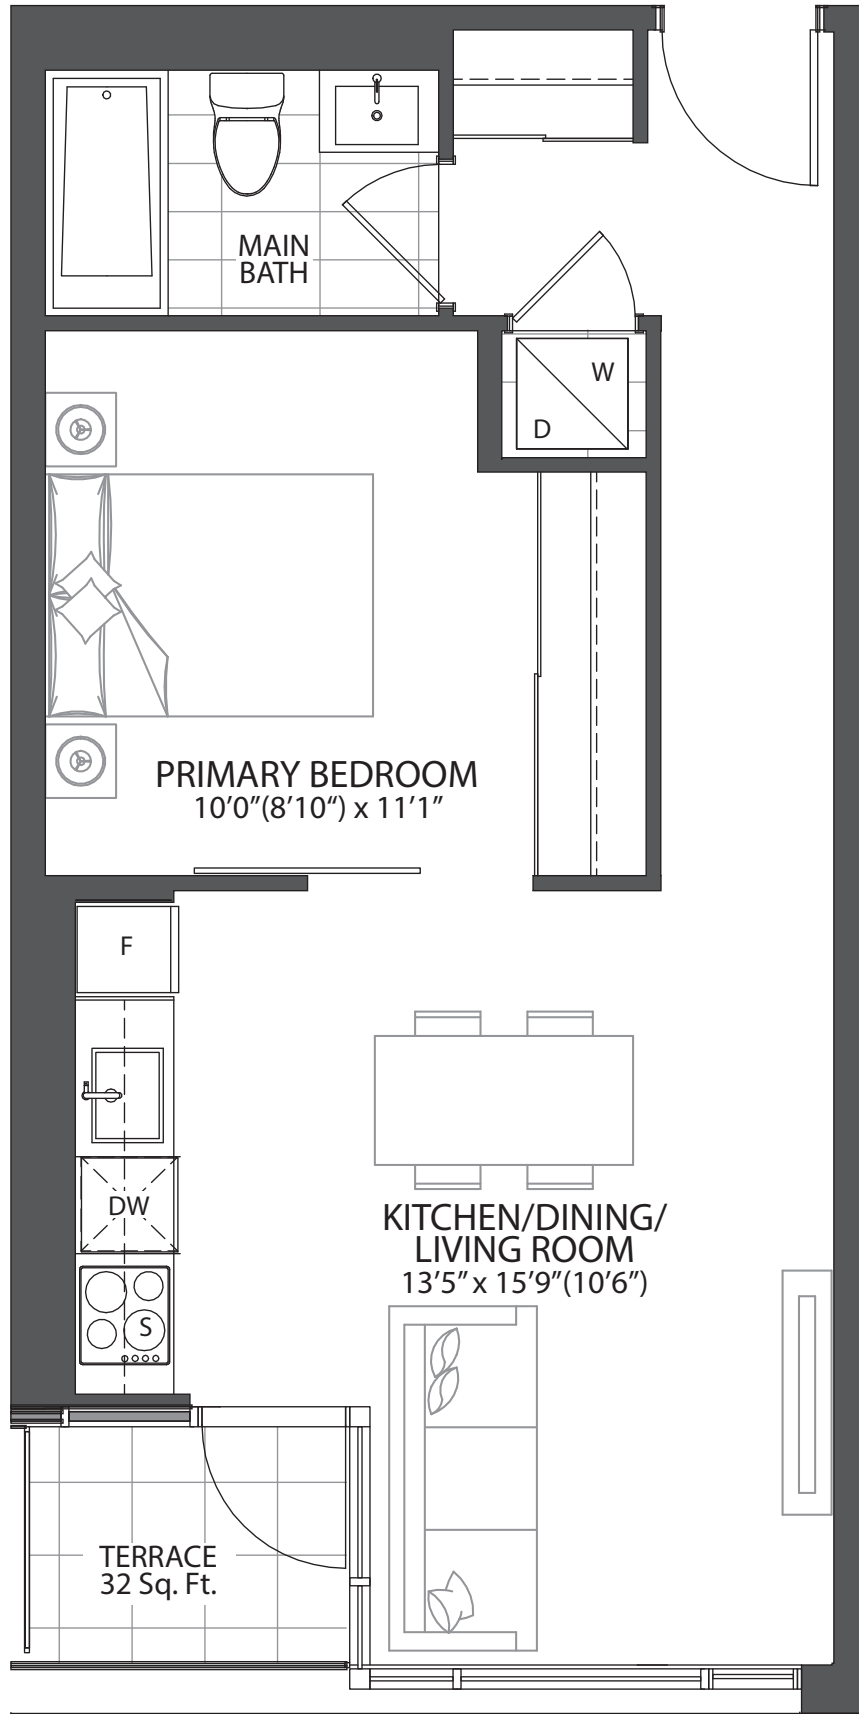 MAIN
BATH
W
D
PRIMARY BEDROOM
10’0”(8’10“) x 11’1”
F
DW
KITCHEN/DINING/
LIVING ROOM
13’5” x 15’9”(10’6”)
S
TERRACE
32 Sq. Ft.